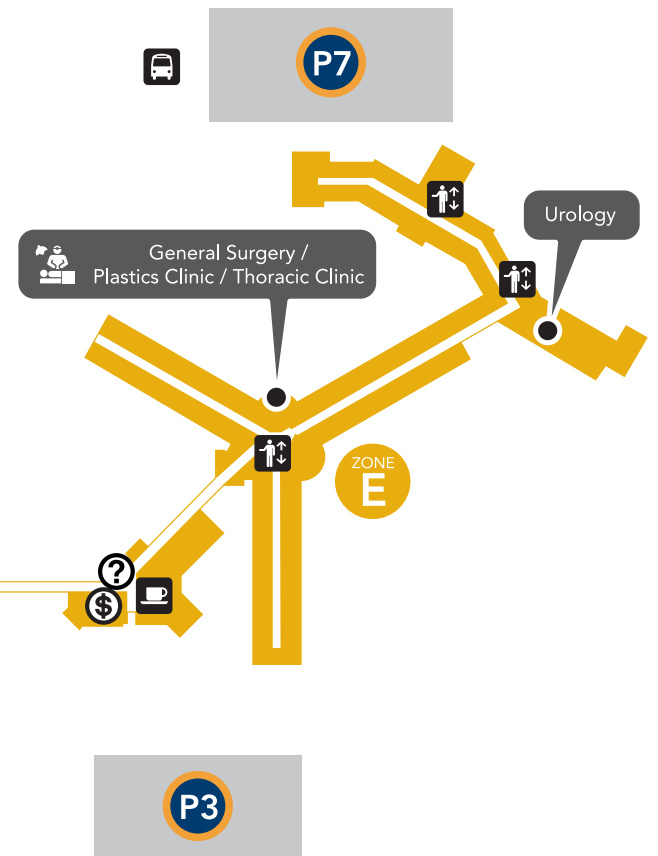 P7
Urology
General Surgery /
Plastics Clinic / Thoracic Clinic
ZONE
E
?
$
P3